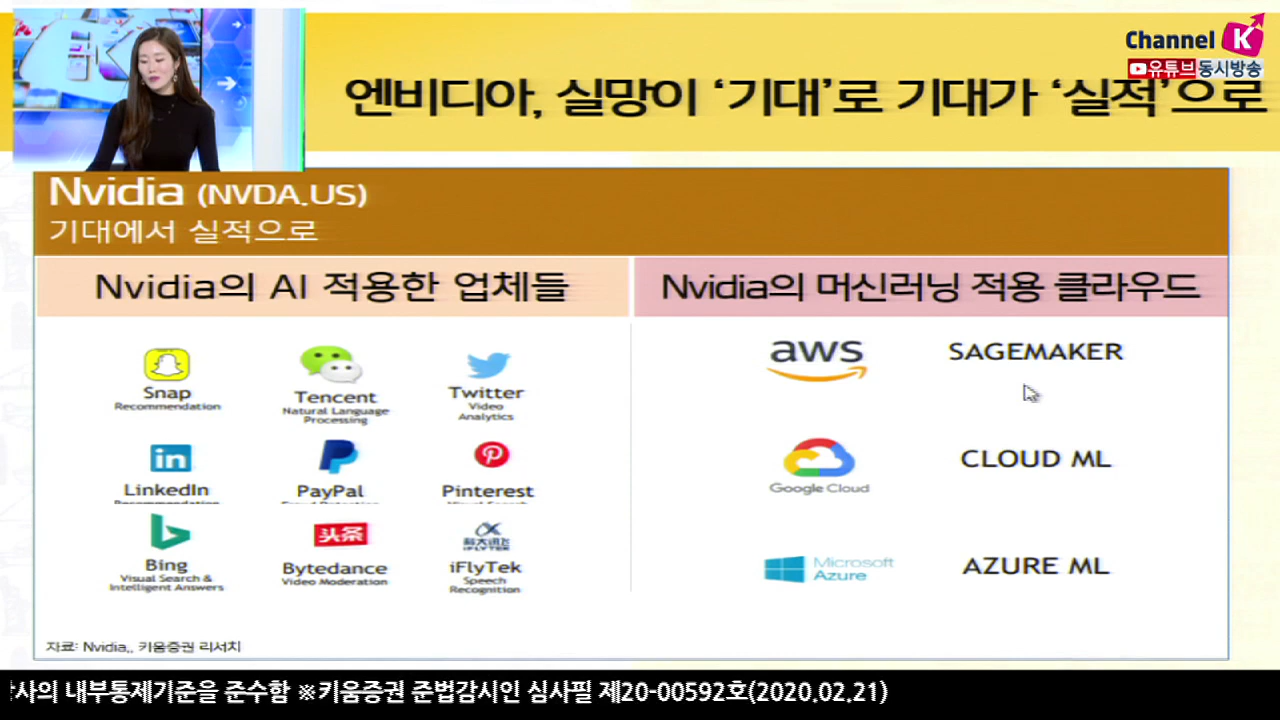 Channel K
유튜브동시방송
엔비디아, 실망이 ‘기대’로 기대가 ‘실적’으로
Nvidia (NVDA.US)
기대에서 실적으로
Nvidia의 AI 적용한 업체들
Nvidia의 머신러닝 적용 클라우드
Snap
Recommendation
Tencent
Natural Language
Processing
Twitter
Video
Analytics
in
LinkedIn
Recommendation
PayPal
Pinterest
Bing
Visual Search &
Intelligent Answers
头条
Bytedance
Video Moderation
科大讯飞
iFLYTEK
iFlyTek
Speech
Recognition
aws
SAGEMAKER
Google Cloud
CLOUD ML
Microsoft
Azure
AZURE ML
자료: Nvidia,, 키움증권 리서치
사의 내부통제기준을 준수함 ※키움증권 준법감시인 심사필 제20-00592호(2020.02.21)